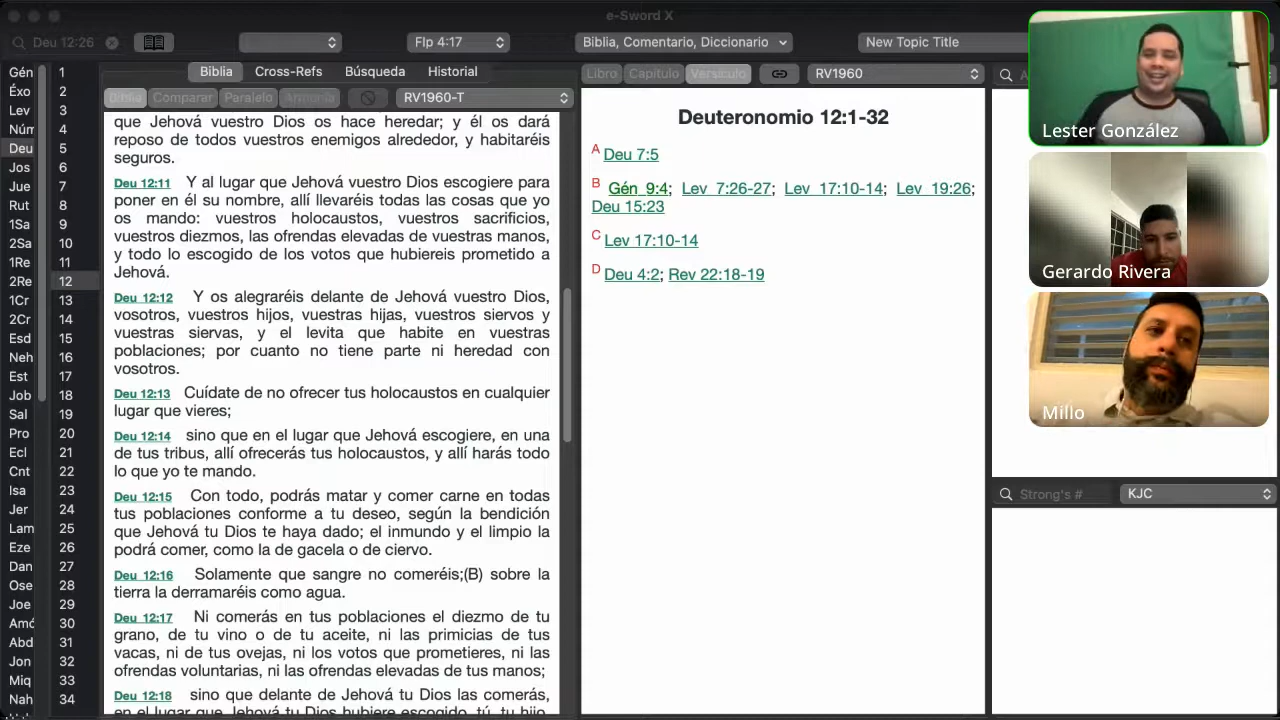 e-Sword X
Deu 12:26
Flp 4:17
Biblia, Comentario, Diccionario
New Topic Title
Biblia Cross-Refs Búsqueda Historial
Biblia Comparar Paralelo Armonía
RV1960-T
Libro Capítulo Versículo
RV1960
Gén 1
Éxo 2
Lev 3
Núm 4
Deu 5
Jos 6
Jue 7
Rut 8
1Sa 9
2Sa 10
1Re 11
2Re 12
1Cr 13
2Cr 14
Esd 15
Neh 16
Est 17
Job 18
Sal 19
Pro 20
Ecl 21
Cnt 22
Isa 23
Jer 24
Lam 25
Eze 26
Dan 27
Ose 28
Joe 29
Amó 30
Abd 31
Jon 32
Miq 33
Nah 34
que Jehová vuestro Dios os hace heredar; y él os dará
reposo de todos vuestros enemigos alrededor, y habitaréis
seguros.
Deu 12:11 Y al lugar que Jehová vuestro Dios escogiere para
poner en él su nombre, allí llevaréis todas las cosas que yo
os mando: vuestros holocaustos, vuestros sacrificios,
vuestros diezmos, las ofrendas elevadas de vuestras manos,
y todo lo escogido de los votos que hubiereis prometido a
Jehová.
Deu 12:12 Y os alegraréis delante de Jehová vuestro Dios,
vosotros, vuestros hijos, vuestras hijas, vuestros siervos y
vuestras siervas, y el levita que habite en vuestras
poblaciones; por cuanto no tiene parte ni heredad con
vosotros.
Deu 12:13 Cuídate de no ofrecer tus holocaustos en cualquier
lugar que vieres;
Deu 12:14 sino que en el lugar que Jehová escogiere, en una
de tus tribus, allí ofrecerás tus holocaustos, y allí harás todo
lo que yo te mando.
Deu 12:15 Con todo, podrás matar y comer carne en todas
tus poblaciones conforme a tu deseo, según la bendición
que Jehová tu Dios te haya dado; el inmundo y el limpio la
podrá comer, como la de gacela o de ciervo.
Deu 12:16 Solamente que sangre no comeréis;(B) sobre la
tierra la derramaréis como agua.
Deu 12:17 Ni comerás en tus poblaciones el diezmo de tu
grano, de tu vino o de tu aceite, ni las primicias de tus
vacas, ni de tus ovejas, ni los votos que prometieres, ni las
ofrendas voluntarias, ni las ofrendas elevadas de tus manos;
Deu 12:18 sino que delante de Jehová tu Dios las comerás,
en el lugar que Jehová tu Dios hubiere escogido, tú, tu hijo,
Deuteronomio 12:1-32
A Deu 7:5
B Gén 9:4; Lev 7:26-27; Lev 17:10-14; Lev 19:26;
Deu 15:23
C Lev 17:10-14
D Deu 4:2; Rev 22:18-19
Lester González
Gerardo Rivera
Millo
Strong's #
KJC